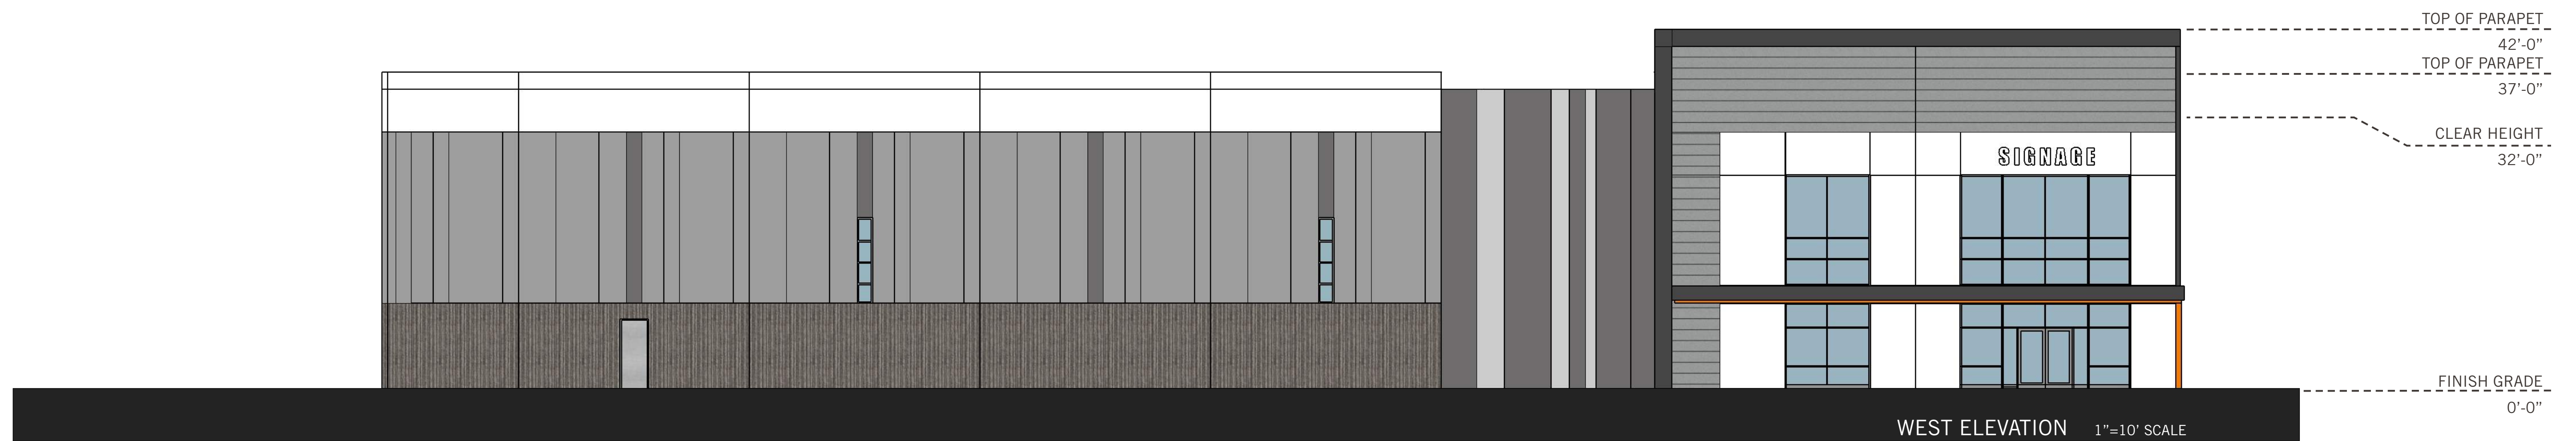 TOP OF PARAPET
42'-0"
TOP OF PARAPET
37'-0"
CLEAR HEIGHT
32'-0"
SIGNAGE
FINISH GRADE
0'-0"
WEST ELEVATION 1"=10' SCALE